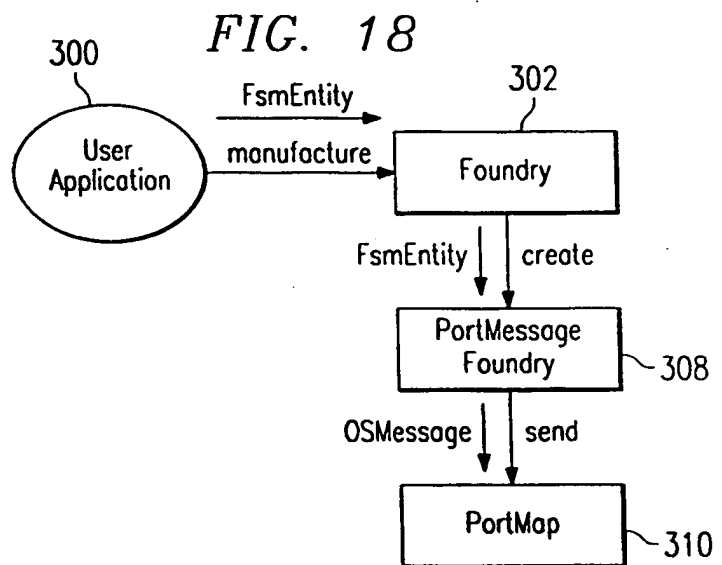 FIG. 18
300
FsmEntity
302
User
Application
manufacture
Foundry
FsmEntity
create
PortMessage
Foundry
308
OSMessage
send
PortMap
310